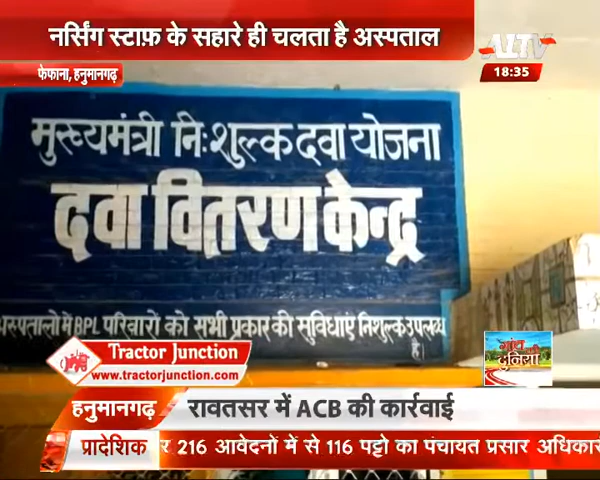 नर्सिंग स्टाफ़ के सहारे ही चलता है अस्पताल
A1TV
18:35
फेफाना, हनुमानगढ़
मुख्यमंत्री निःशुल्क दवा योजना
दवा वितरण केन्द्र
अस्पतालो में BPL परिवारों को सभी प्रकार की सुविधाएं निशुल्क उपलब्ध
है।
Tractor Junction
www.tractorjunction.com
गांव की दुनिया
हनुमानगढ़ रावतसर में ACB की कार्रवाई
प्रादेशिक र 216 आवेदनों में से 116 पट्टो का पंचायत प्रसार अधिकार